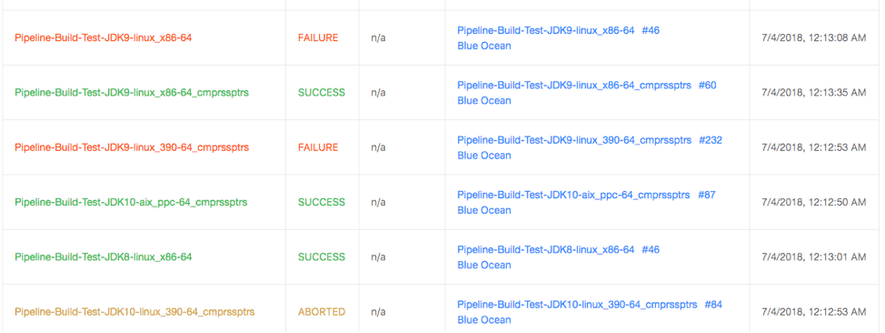 Pipeline-Build-Test-JDK9-linux_x86-64 FAILURE n/a Pipeline-Build-Test-JDK9-linux_x86-64 #46 7/4/2018, 12:13:08 AM
Blue Ocean
Pipeline-Build-Test-JDK9-linux_x86-64_cmprssptrs SUCCESS n/a Pipeline-Build-Test-JDK9-linux_x86-64_cmprssptrs #60 7/4/2018, 12:13:35 AM
Blue Ocean
Pipeline-Build-Test-JDK9-linux_390-64_cmprssptrs FAILURE n/a Pipeline-Build-Test-JDK9-linux_390-64_cmprssptrs #232 7/4/2018, 12:12:53 AM
Blue Ocean
Pipeline-Build-Test-JDK10-aix_ppc-64_cmprssptrs SUCCESS n/a Pipeline-Build-Test-JDK10-aix_ppc-64_cmprssptrs #87 7/4/2018, 12:12:50 AM
Blue Ocean
Pipeline-Build-Test-JDK8-linux_x86-64 SUCCESS n/a Pipeline-Build-Test-JDK8-linux_x86-64 #46 7/4/2018, 12:13:01 AM
Blue Ocean
Pipeline-Build-Test-JDK10-linux_390-64_cmprssptrs ABORTED n/a Pipeline-Build-Test-JDK10-linux_390-64_cmprssptrs #84 7/4/2018, 12:12:53 AM
Blue Ocean